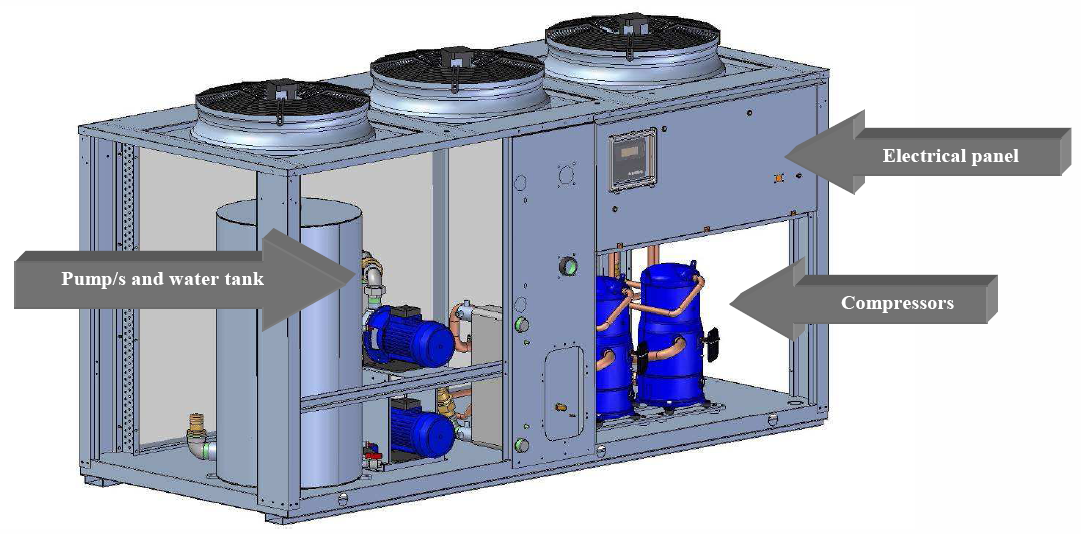 Electrical panel
Pump/s and water tank
Compressors